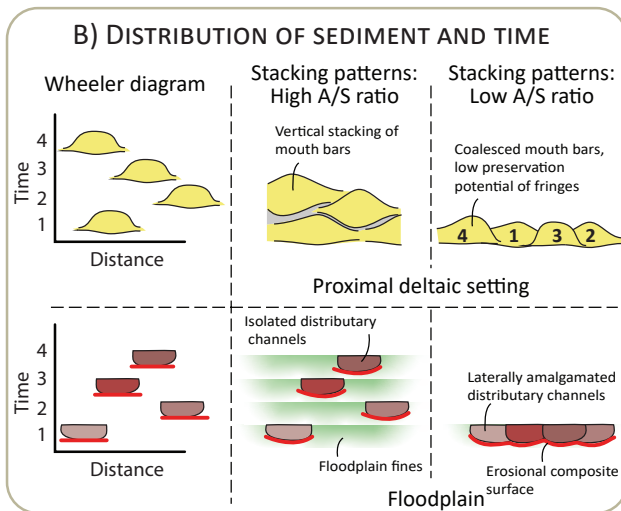 B) DISTRIBUTION OF SEDIMENT AND TIME
Wheeler diagram
Stacking patterns:
High A/S ratio
Stacking patterns:
Low A/S ratio
4
3
2
1
Time
Distance
Vertical stacking of
mouth bars
Coalesced mouth bars,
low preservation
potential of fringes
4 1 3 2
Proximal deltaic setting
4
3
2
1
Time
Distance
Isolated distributary
channels
Floodplain fines
Laterally amalgamated
distributary channels
Erosional composite
surface
Floodplain